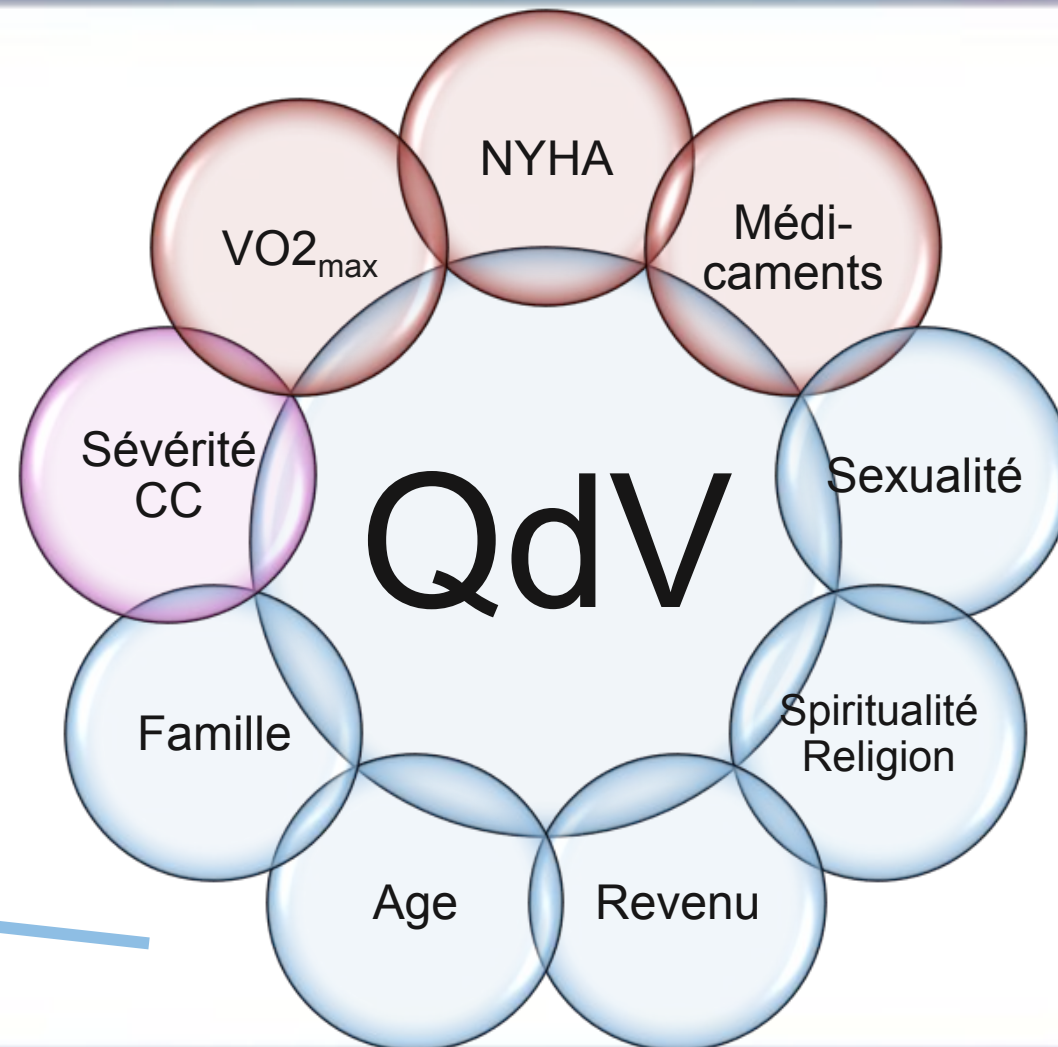 NYHA
Médi-
caments
VO2max
Sévérité
CC
QdV
Sexualité
Famille
Spiritualité
Religion
Age
Revenu